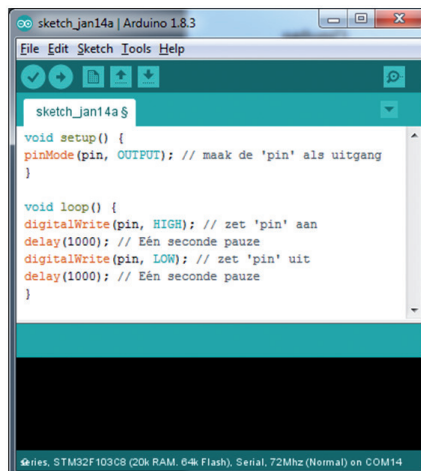 sketch_jan14a | Arduino 1.8.3
File Edit Sketch Tools Help
sketch_jan14a §
void setup() {
pinMode(pin, OUTPUT); // maak de 'pin' als uitgang
}
void loop() {
digitalWrite(pin, HIGH); // zet 'pin' aan
delay(1000); // Eén seconde pauze
digitalWrite(pin, LOW); // zet 'pin' uit
delay(1000); // Eén seconde pauze
}
STM32F103C8 (20k RAM. 64k Flash), Serial, 72Mhz (Normal) on COM14